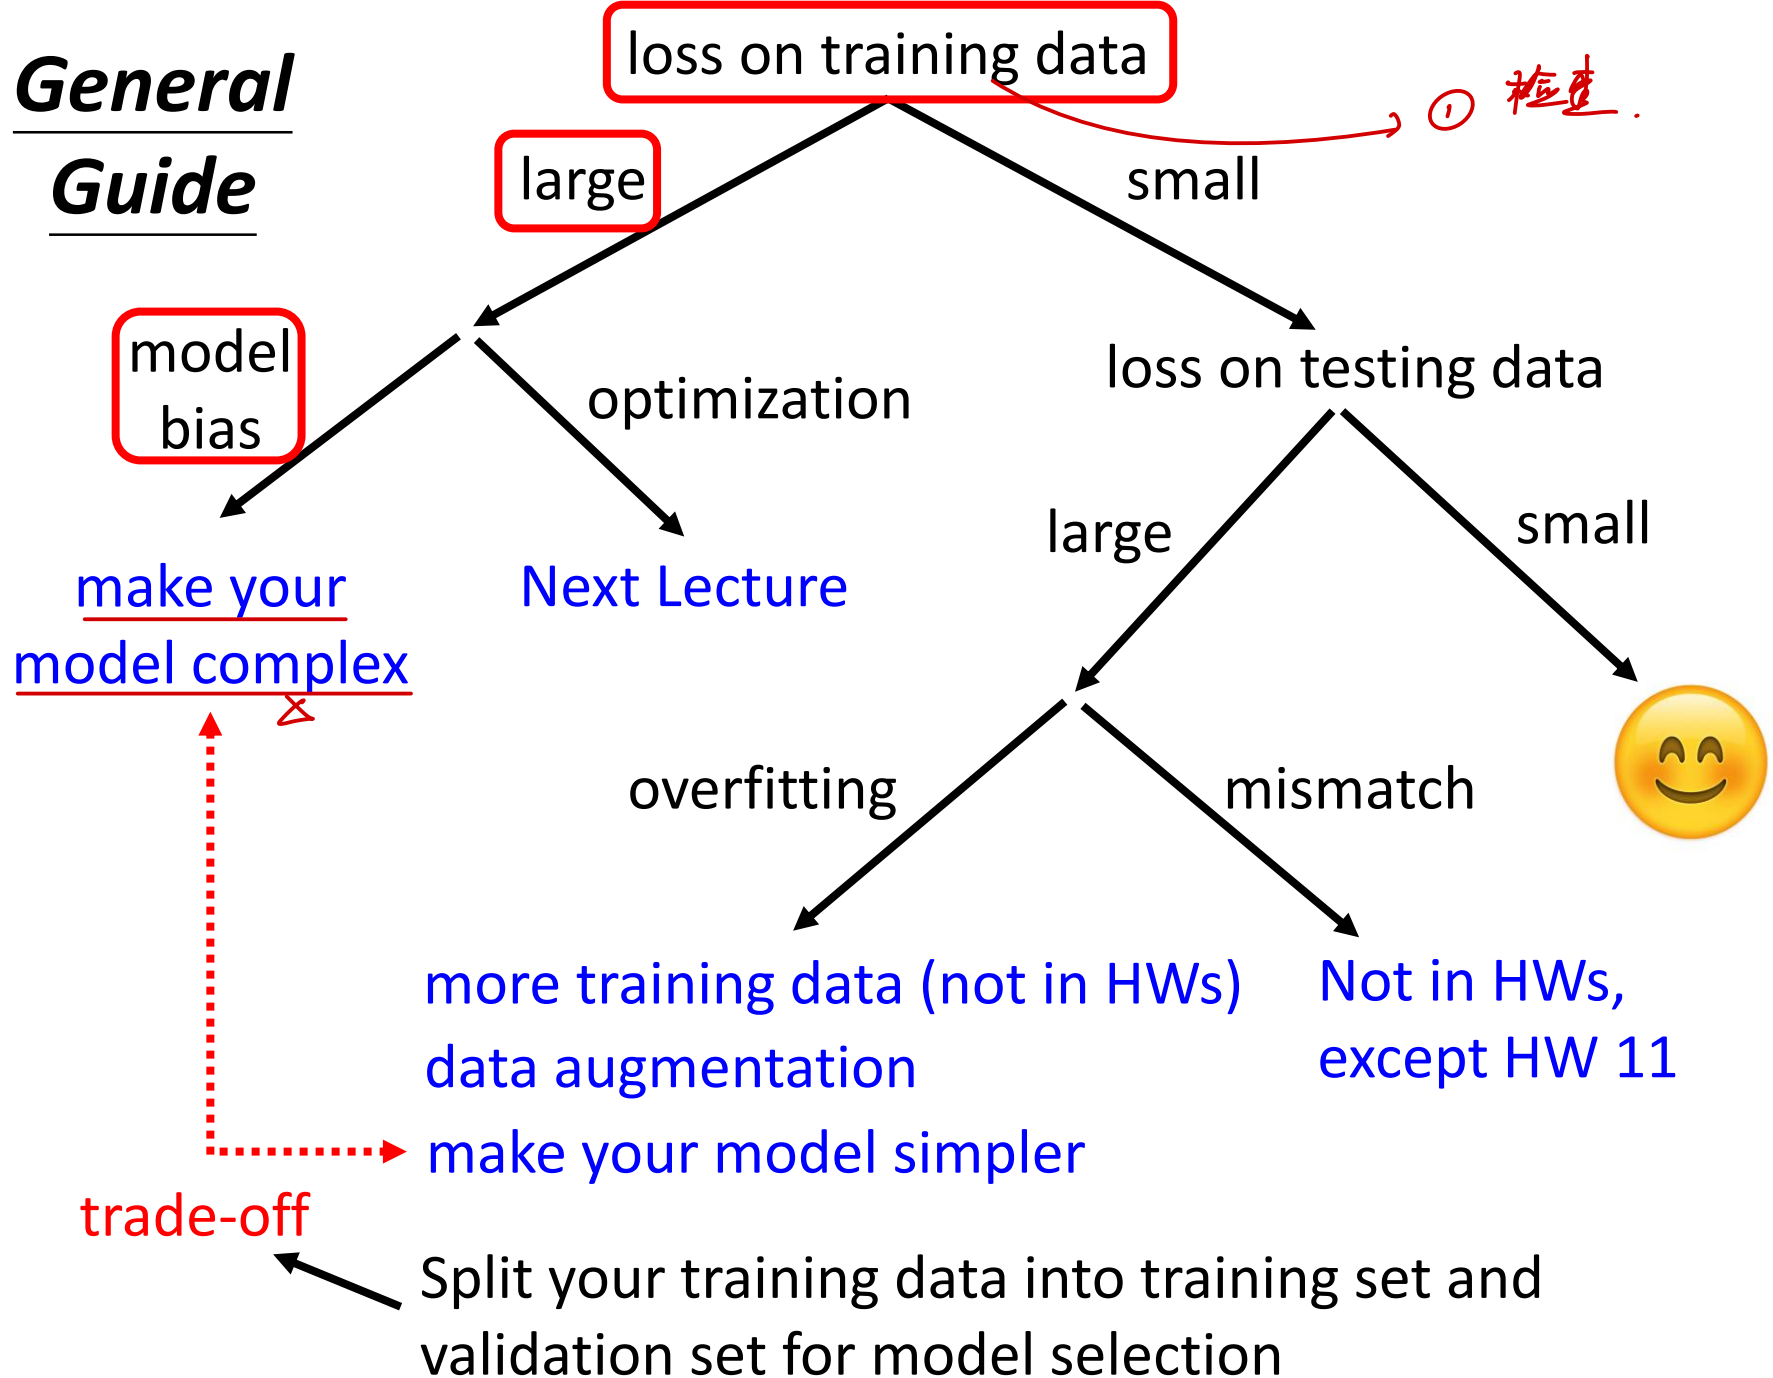 General
Guide
loss on training data
① 检查.
large
small
model
bias
optimization
loss on testing data
make your
model complex
Next Lecture
large
small
overfitting
mismatch
more training data (not in HWs)
data augmentation
make your model simpler
Not in HWs,
except HW 11
trade-off
Split your training data into training set and
validation set for model selection